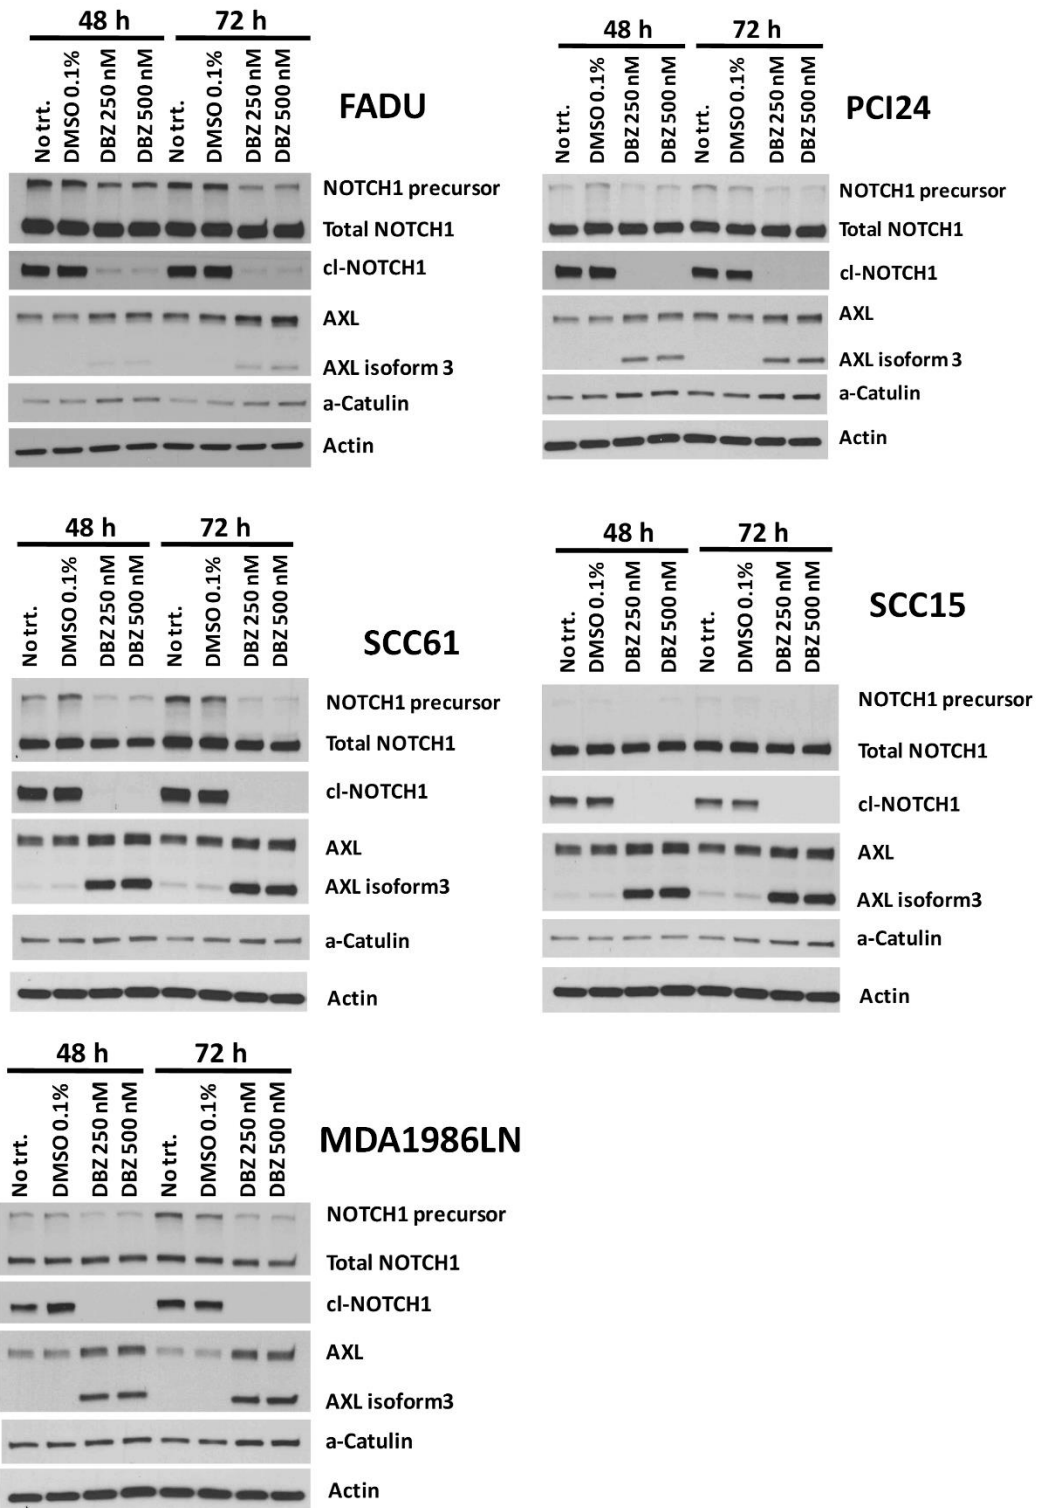 48 h 72 h
No trt.
DMSO 0.1%
DBZ 250 nM
DBZ 500 nM
No trt.
DMSO 0.1%
DBZ 250 nM
DBZ 500 nM
FADU
NOTCH1 precursor
Total NOTCH1
cl-NOTCH1
AXL
AXL isoform 3
a-Catulin
Actin
48 h 72 h
No trt.
DMSO 0.1%
DBZ 250 nM
DBZ 500 nM
No trt.
DMSO 0.1%
DBZ 250 nM
DBZ 500 nM
PCI24
NOTCH1 precursor
Total NOTCH1
cl-NOTCH1
AXL
AXL isoform 3
a-Catulin
Actin
48 h 72 h
No trt.
DMSO 0.1%
DBZ 250 nM
DBZ 500 nM
No trt.
DMSO 0.1%
DBZ 250 nM
DBZ 500 nM
SCC61
NOTCH1 precursor
Total NOTCH1
cl-NOTCH1
AXL
AXL isoform3
a-Catulin
Actin
48 h 72 h
No trt.
DMSO 0.1%
DBZ 250 nM
DBZ 500 nM
No trt.
DMSO 0.1%
DBZ 250 nM
DBZ 500 nM
SCC15
NOTCH1 precursor
Total NOTCH1
cl-NOTCH1
AXL
AXL isoform3
a-Catulin
Actin
48 h 72 h
No trt.
DMSO 0.1%
DBZ 250 nM
DBZ 500 nM
No trt.
DMSO 0.1%
DBZ 250 nM
DBZ 500 nM
MDA1986LN
NOTCH1 precursor
Total NOTCH1
cl-NOTCH1
AXL
AXL isoform3
a-Catulin
Actin